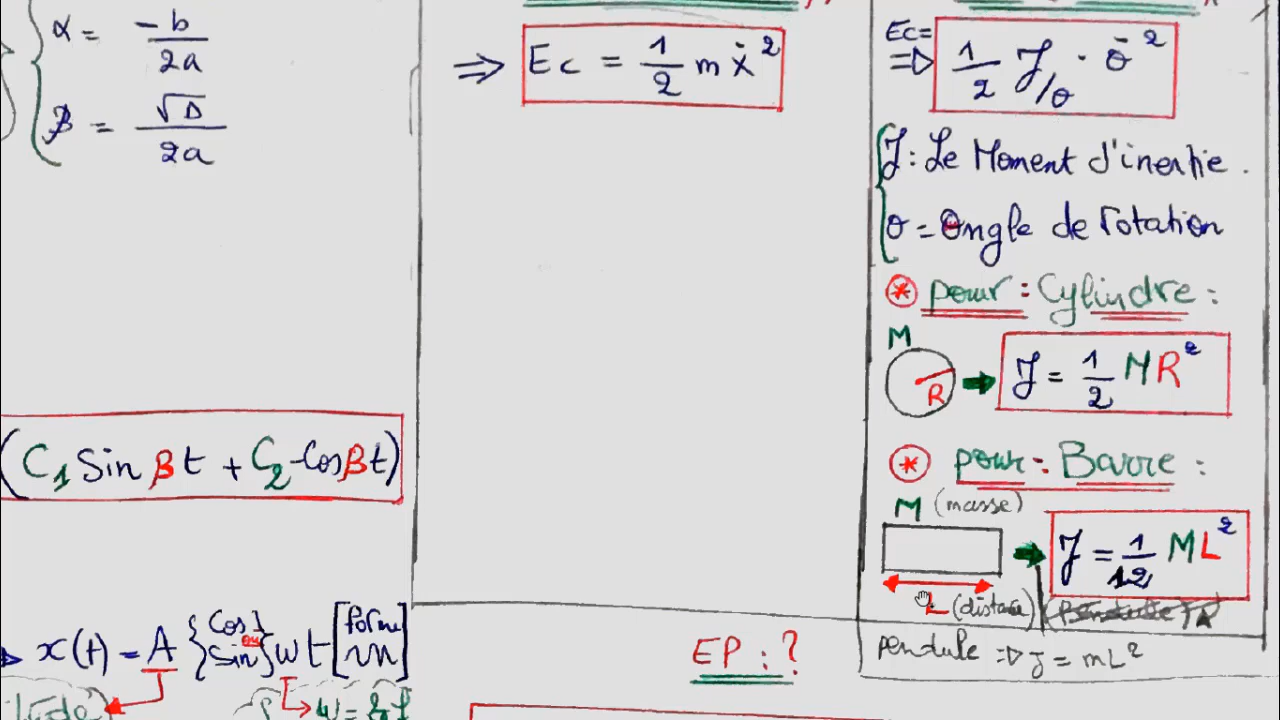 α = -b / 2a
β = √Δ / 2a
(C1 Sin βt + C2 · Cos βt)
x(t) = A { Cos ou Sin } wt
⇒ Ec = 1/2 m ẋ²
EP : ?
Ec =
⇒ 1/2 J/θ · θ̇²
J : Le Moment d'inertie .
θ = Angle de rotation
* pour : Cylindre :
M
R
J = 1/2 MR²
* pour : Barre :
M (masse)
J = 1/12 ML²
L (distance)
pendule ⇒ J = mL²